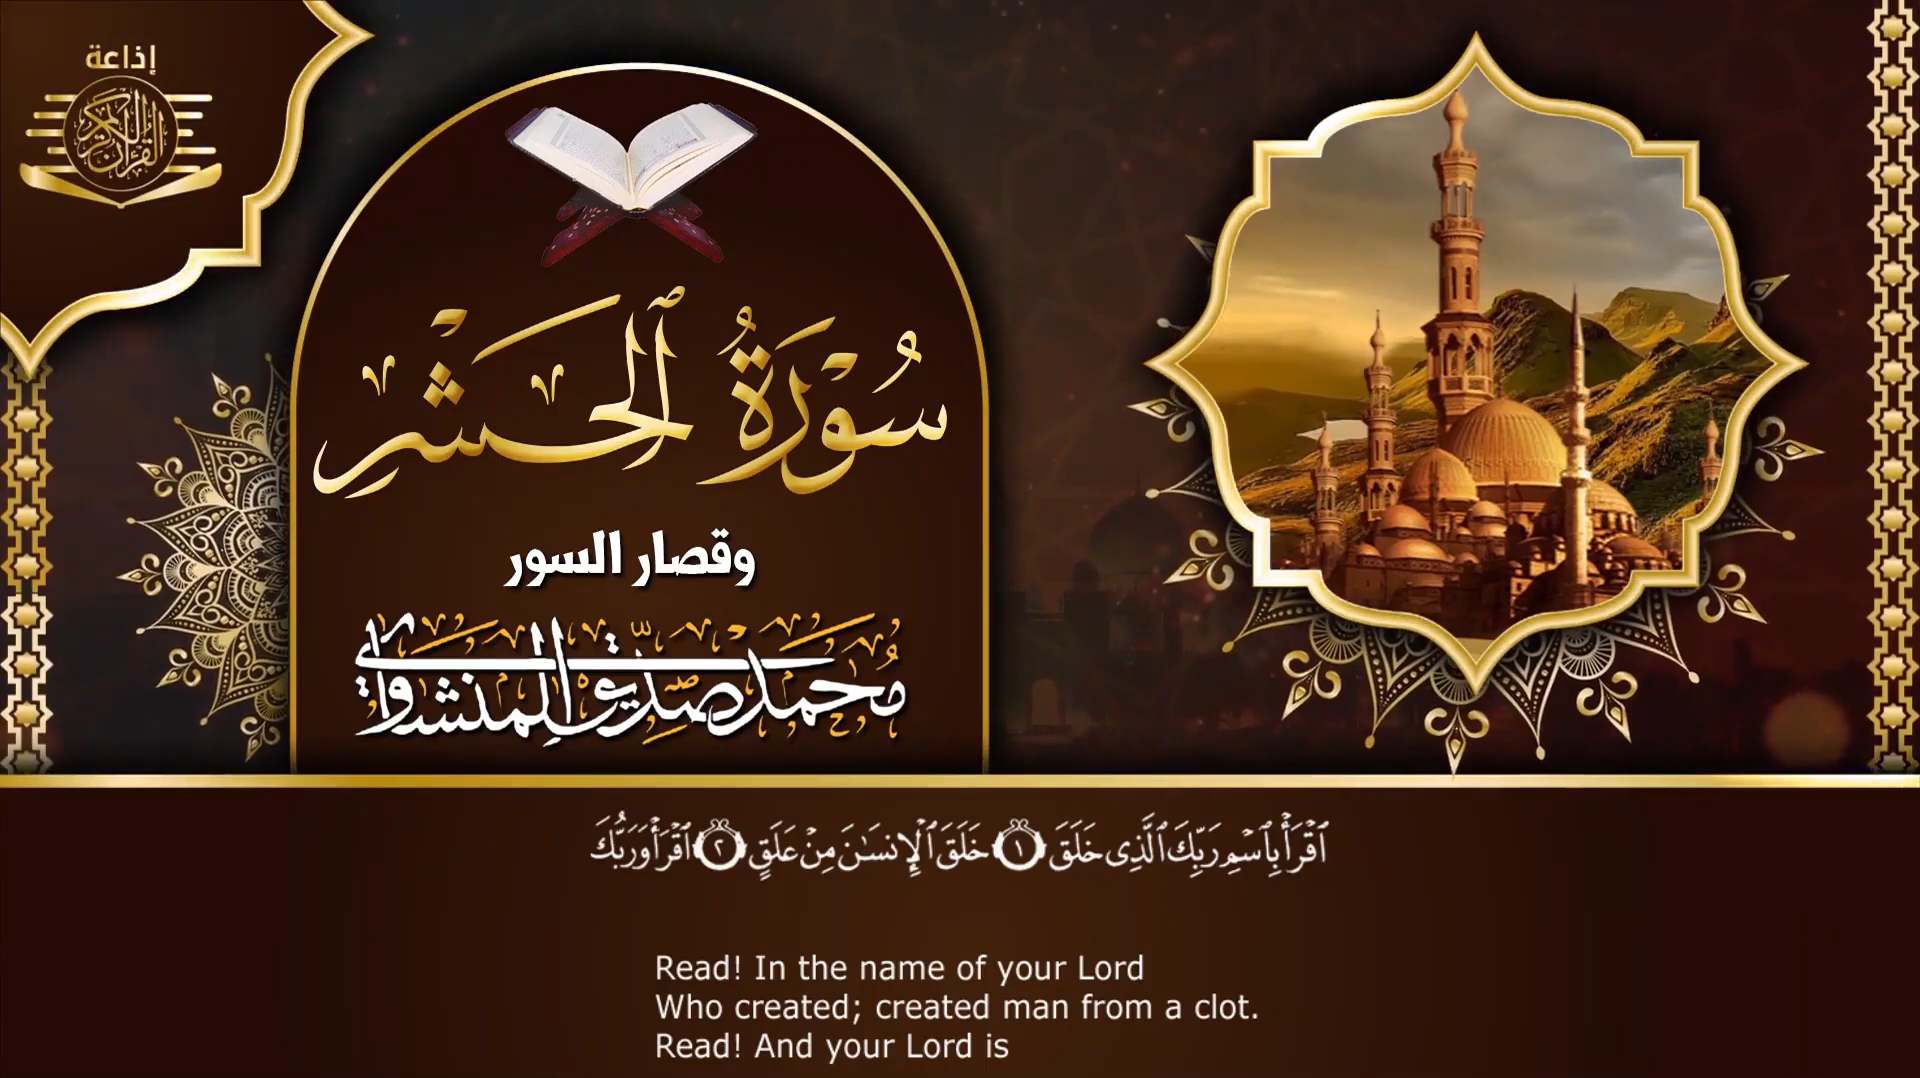 إذاعة
القرآن الكريم
سُورَةُ ٱلْحَشْرِ
وقصار السور
محمد صديق المنشاوي
ٱقْرَأْ بِٱسْمِ رَبِّكَ ٱلَّذِى خَلَقَ ١ خَلَقَ ٱلْإِنسَـٰنَ مِنْ عَلَقٍ ٢ ٱقْرَأْ وَرَبُّكَ
Read! In the name of your Lord
Who created; created man from a clot.
Read! And your Lord is